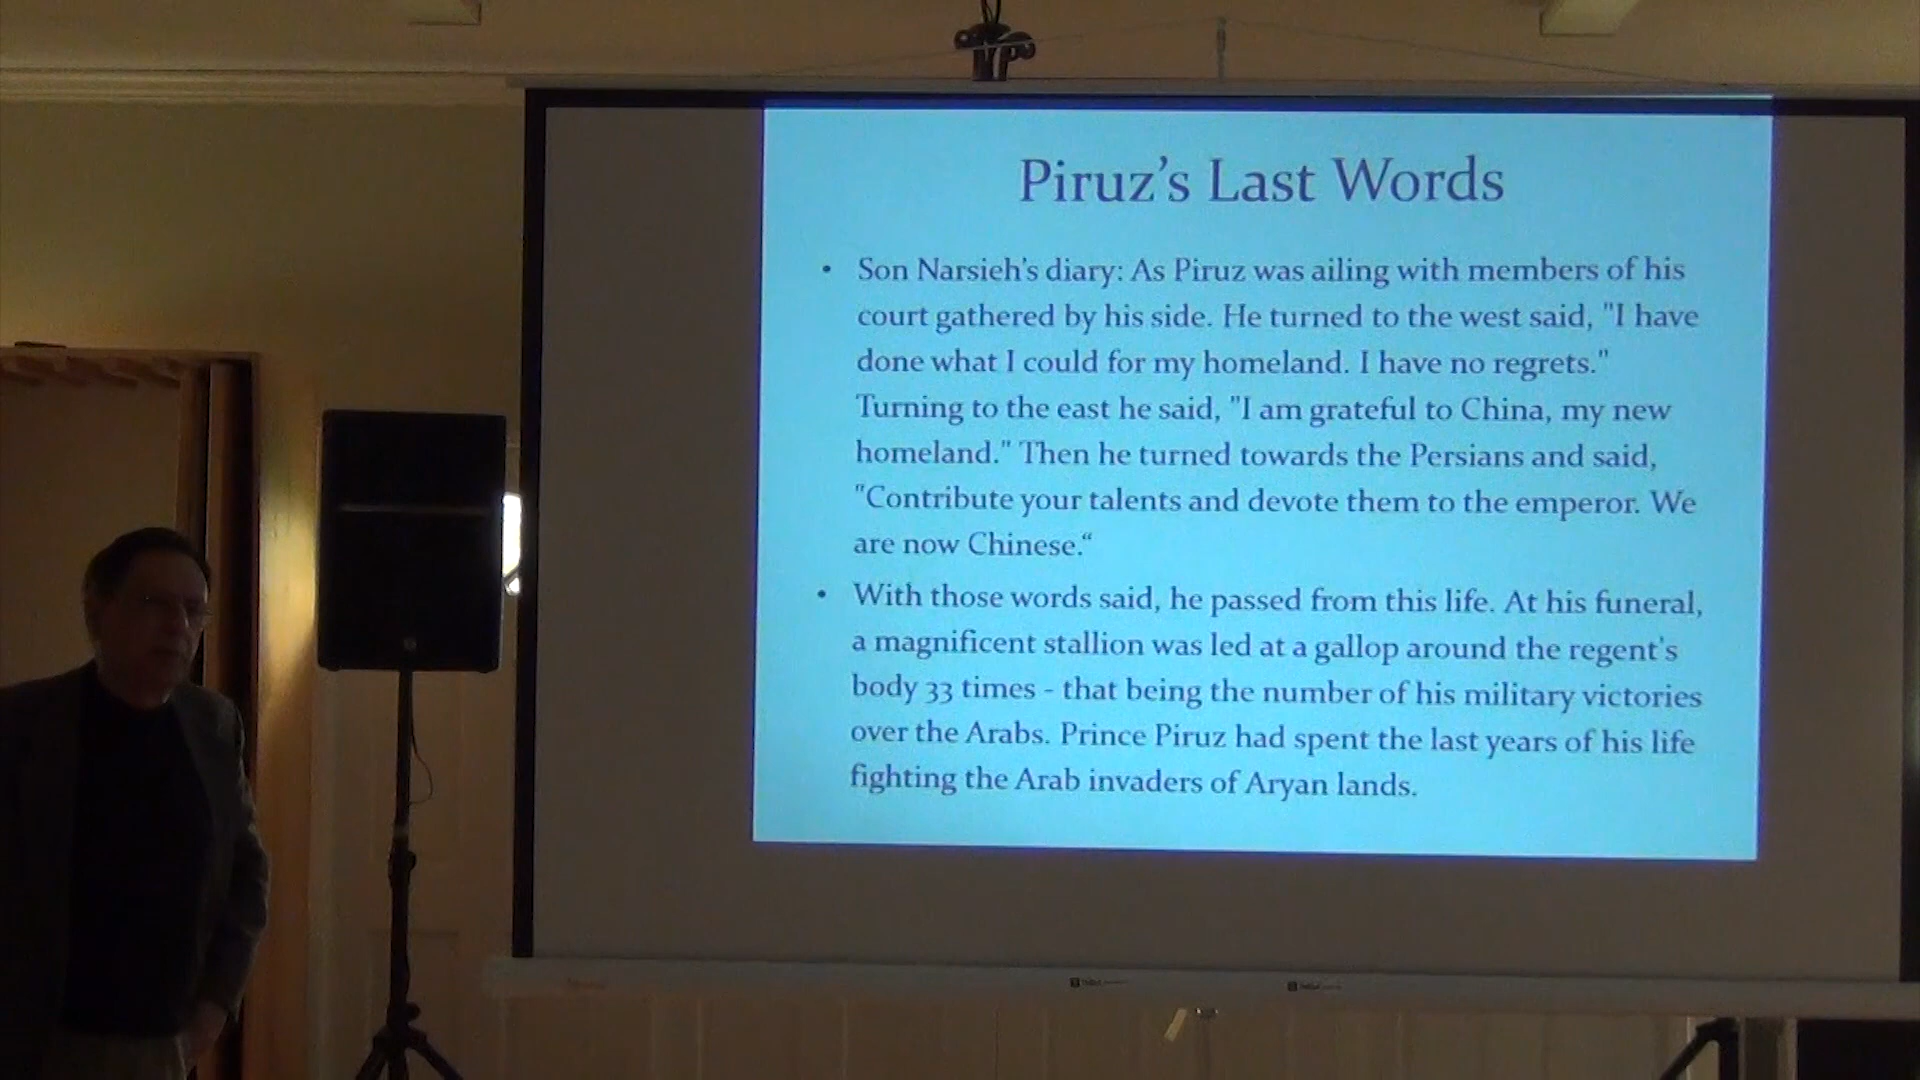 Piruz’s Last Words
• Son Narsieh's diary: As Piruz was ailing with members of his
court gathered by his side. He turned to the west said, "I have
done what I could for my homeland. I have no regrets."
Turning to the east he said, "I am grateful to China, my new
homeland." Then he turned towards the Persians and said,
"Contribute your talents and devote them to the emperor. We
are now Chinese.“
• With those words said, he passed from this life. At his funeral,
a magnificent stallion was led at a gallop around the regent's
body 33 times - that being the number of his military victories
over the Arabs. Prince Piruz had spent the last years of his life
fighting the Arab invaders of Aryan lands.